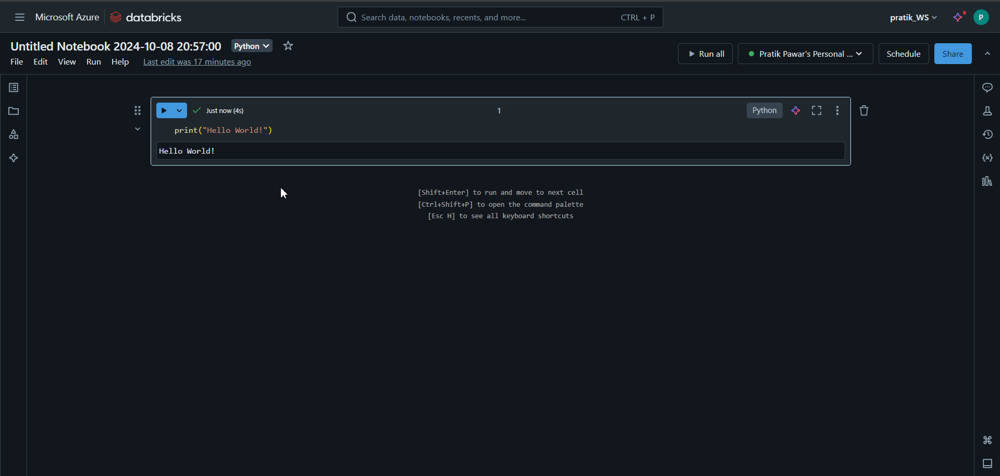 Microsoft Azure databricks Search data, notebooks, recents, and more... CTRL + P pratik_WS P
Untitled Notebook 2024-10-08 20:57:00 Python
File Edit View Run Help Last edit was 17 minutes ago Run all Pratik Pawar's Personal ... Schedule Share
Just now (4s) 1 Python
print("Hello World!")
Hello World!
[Shift+Enter] to run and move to next cell
[Ctrl+Shift+P] to open the command palette
[Esc H] to see all keyboard shortcuts